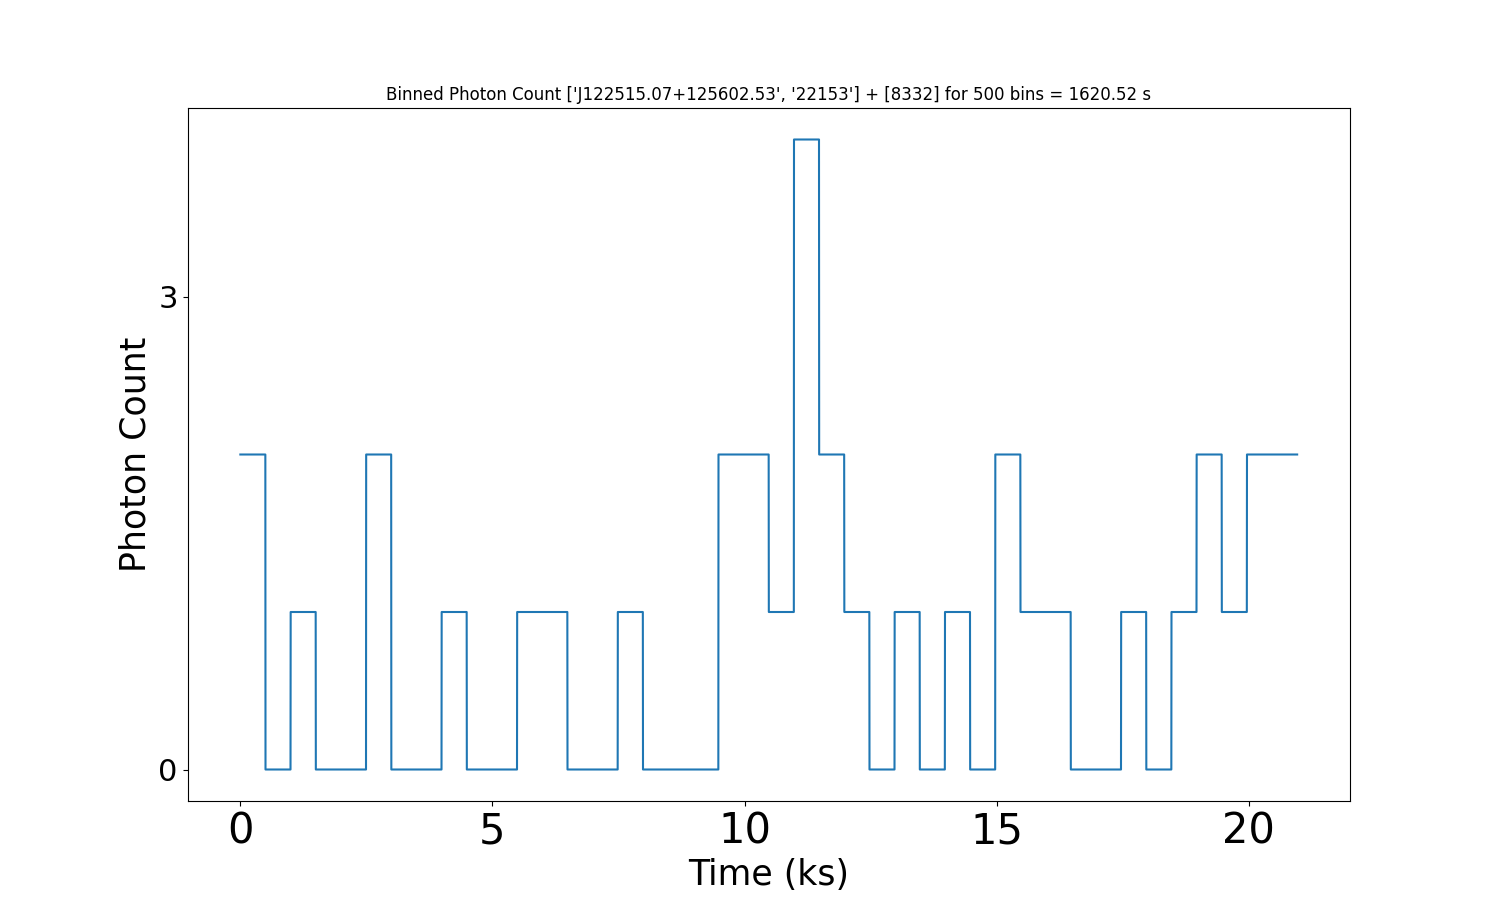 Binned Photon Count ['J122515.07+125602.53', '22153'] + [8332] for 500 bins = 1620.52 s
Photon Count
3
0
0 5 10 15 20
Time (ks)